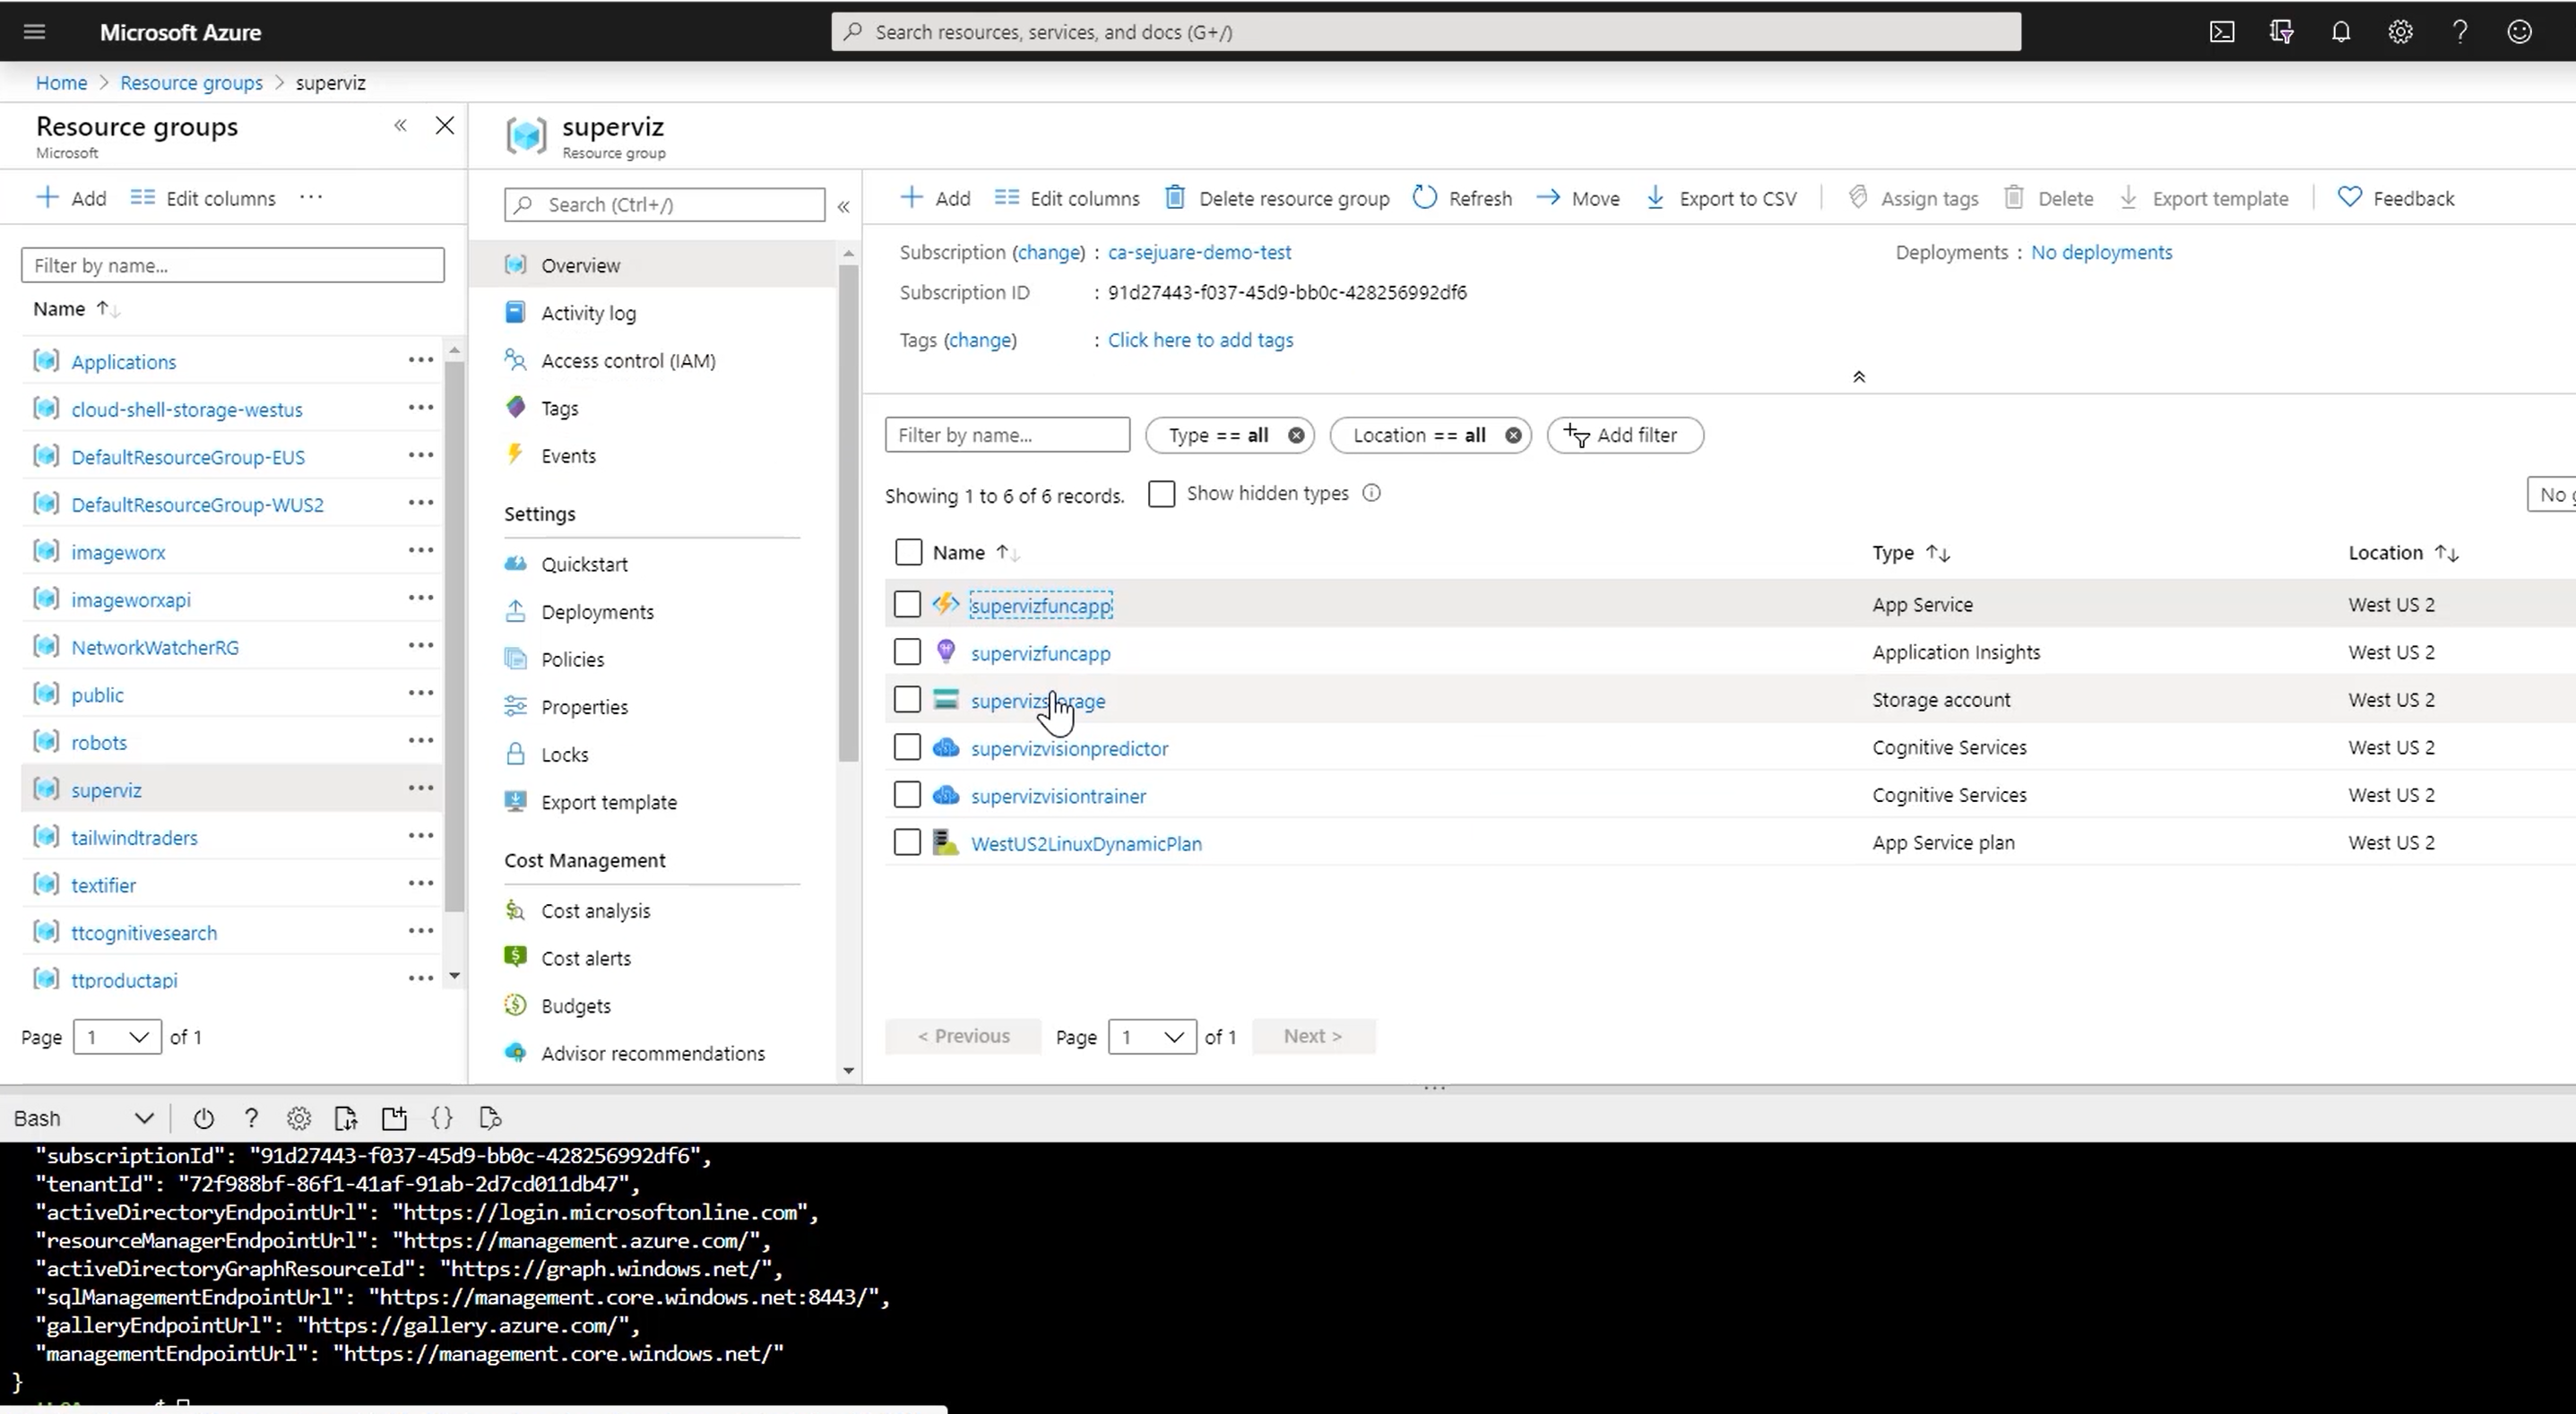 Microsoft Azure
Search resources, services, and docs (G+/)
Home > Resource groups > superviz
Resource groups
Microsoft
Add
Edit columns
Filter by name...
Name
Applications
cloud-shell-storage-westus
DefaultResourceGroup-EUS
DefaultResourceGroup-WUS2
imageworx
imageworxapi
NetworkWatcherRG
public
robots
superviz
tailwindtraders
textifier
ttcognitivesearch
ttproductapi
Page 1 of 1
superviz
Resource group
Search (Ctrl+/)
Overview
Activity log
Access control (IAM)
Tags
Events
Settings
Quickstart
Deployments
Policies
Properties
Locks
Export template
Cost Management
Cost analysis
Cost alerts
Budgets
Advisor recommendations
Add Edit columns Delete resource group Refresh Move Export to CSV Assign tags Delete Export template Feedback
Subscription (change) : ca-sejuare-demo-test
Deployments : No deployments
Subscription ID : 91d27443-f037-45d9-bb0c-428256992df6
Tags (change) : Click here to add tags
Filter by name...
Type == all
Location == all
Add filter
Showing 1 to 6 of 6 records.
Show hidden types
No
Name Type Location
supervizfuncapp App Service West US 2
supervizfuncapp Application Insights West US 2
supervizstorage Storage account West US 2
supervizvisionpredictor Cognitive Services West US 2
supervizvisiontrainer Cognitive Services West US 2
WestUS2LinuxDynamicPlan App Service plan West US 2
< Previous Page 1 of 1 Next >
Bash
"subscriptionId": "91d27443-f037-45d9-bb0c-428256992df6",
"tenantId": "72f988bf-86f1-41af-91ab-2d7cd011db47",
"activeDirectoryEndpointUrl": "https://login.microsoftonline.com",
"resourceManagerEndpointUrl": "https://management.azure.com/",
"activeDirectoryGraphResourceId": "https://graph.windows.net/",
"sqlManagementEndpointUrl": "https://management.core.windows.net:8443/",
"galleryEndpointUrl": "https://gallery.azure.com/",
"managementEndpointUrl": "https://management.core.windows.net/"
}